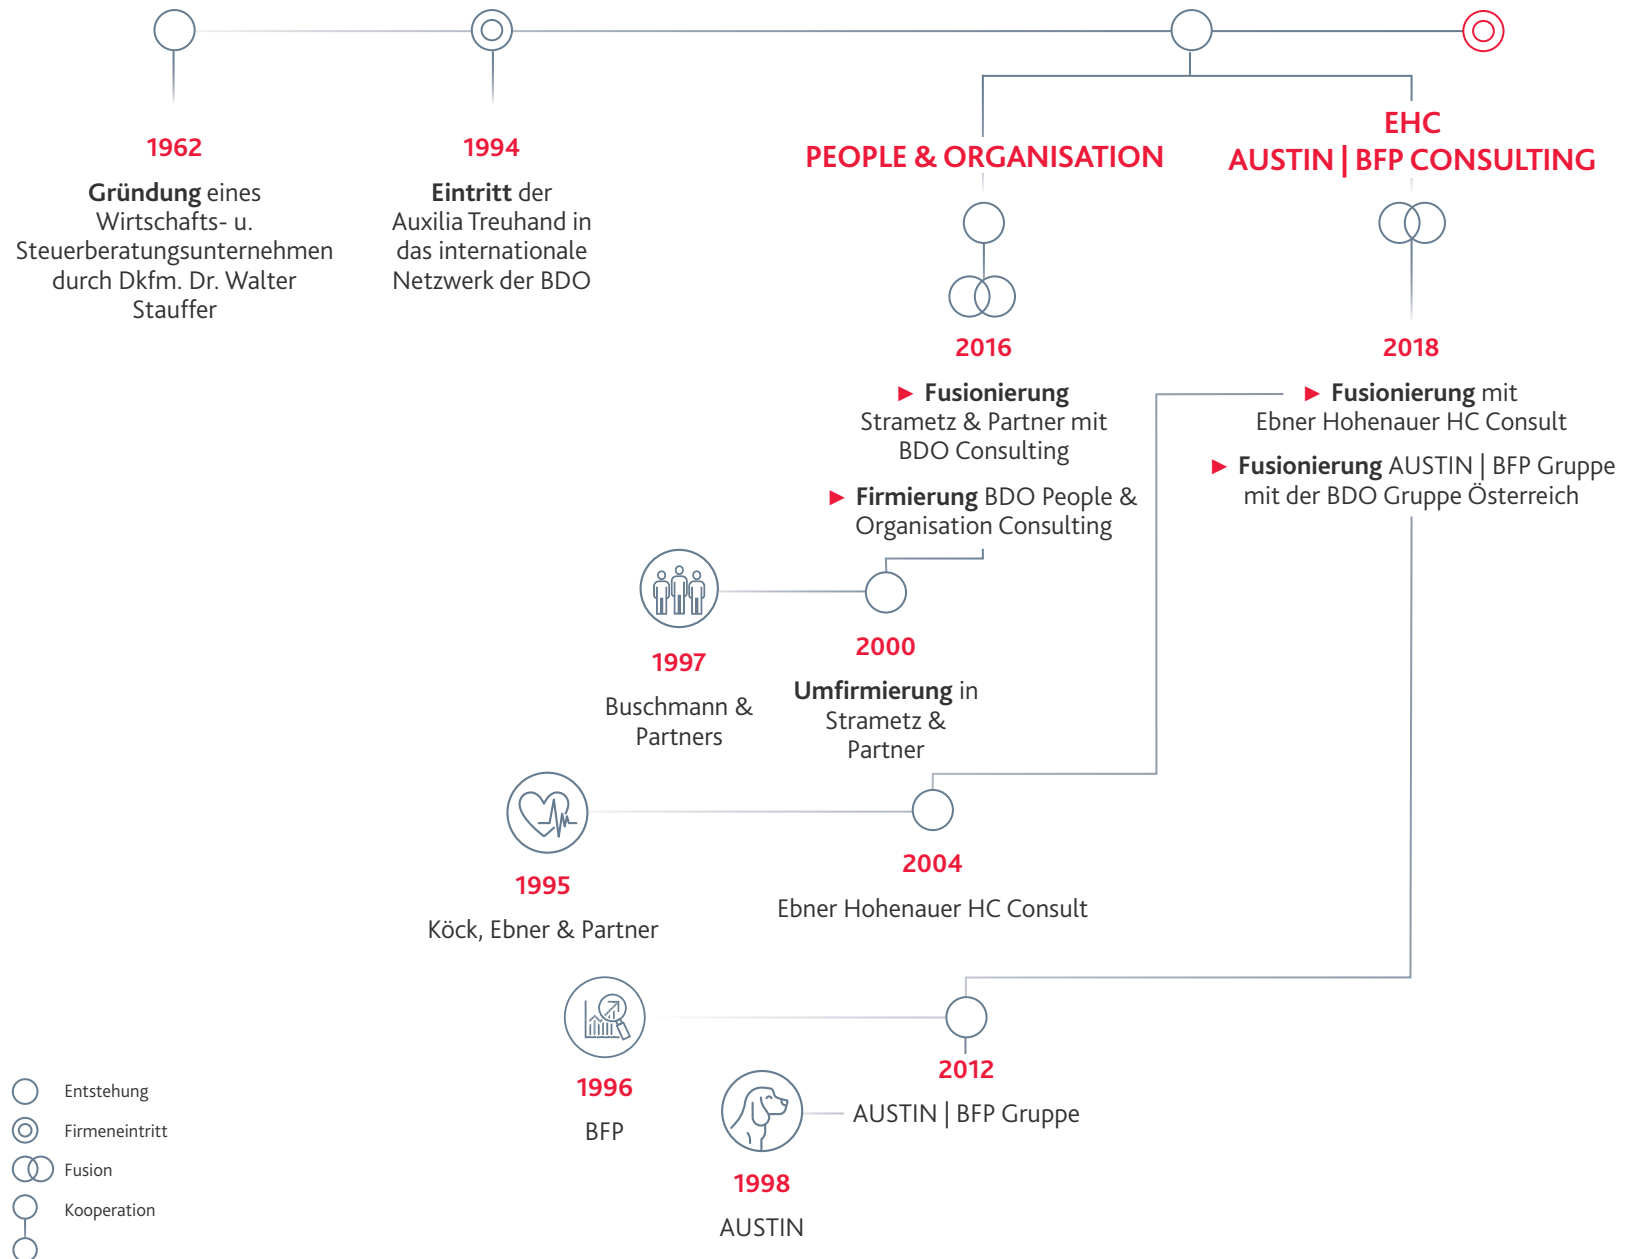 1962
Gründung eines
Wirtschafts- u.
Steuerberatungsunternehmen
durch Dkfm. Dr. Walter
Stauffer
1994
Eintritt der
Auxilia Treuhand in
das internationale
Netzwerk der BDO
PEOPLE & ORGANISATION
2016
► Fusionierung
Strametz & Partner mit
BDO Consulting
► Firmierung BDO People &
Organisation Consulting
EHC
AUSTIN | BFP CONSULTING
2018
► Fusionierung mit
Ebner Hohenauer HC Consult
► Fusionierung AUSTIN | BFP Gruppe
mit der BDO Gruppe Österreich
1997
Buschmann &
Partners
2000
Umfirmierung in
Strametz &
Partner
1995
Köck, Ebner & Partner
2004
Ebner Hohenauer HC Consult
1996
BFP
1998
AUSTIN
2012
AUSTIN | BFP Gruppe
Entstehung
Firmeneintritt
Fusion
Kooperation